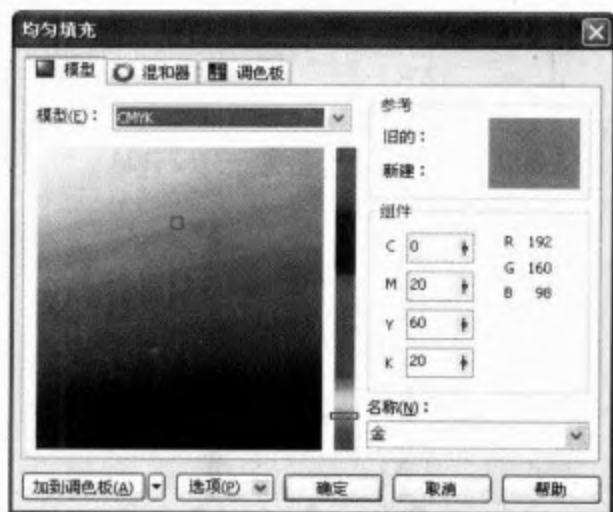 均匀填充
模型 混和器 调色板
模型(E)： CMYK
参考
旧的：
新建：
组件
C 0 R 192
M 20 G 160
B 98
Y 60
K 20
名称(N)：
金
加到调色板(A) 选项(P) 确定 取消 帮助